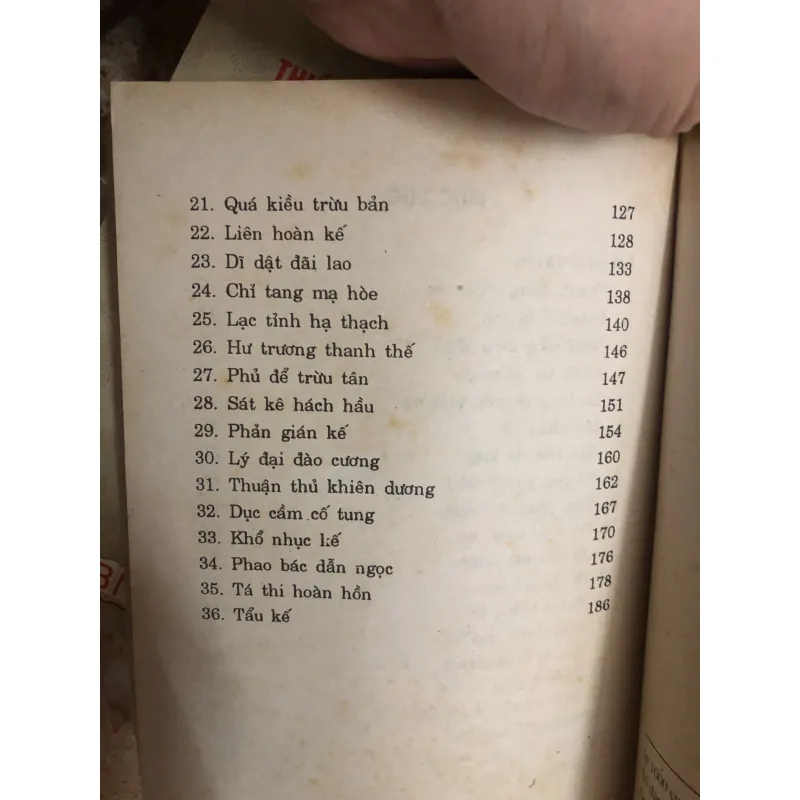 21. Quá kiều trừu bản 127
22. Liên hoàn kế 128
23. Dĩ dật đãi lao 133
24. Chỉ tang mạ hòe 138
25. Lạc tỉnh hạ thạch 140
26. Hư trương thanh thế 146
27. Phủ để trừu tân 147
28. Sát kê hách hầu 151
29. Phản gián kế 154
30. Lý đại đào cương 160
31. Thuận thủ khiên dương 162
32. Dục cầm cố tung 167
33. Khổ nhục kế 170
34. Phao bác dẫn ngọc 176
35. Tá thi hoàn hồn 178
36. Tẩu kế 186